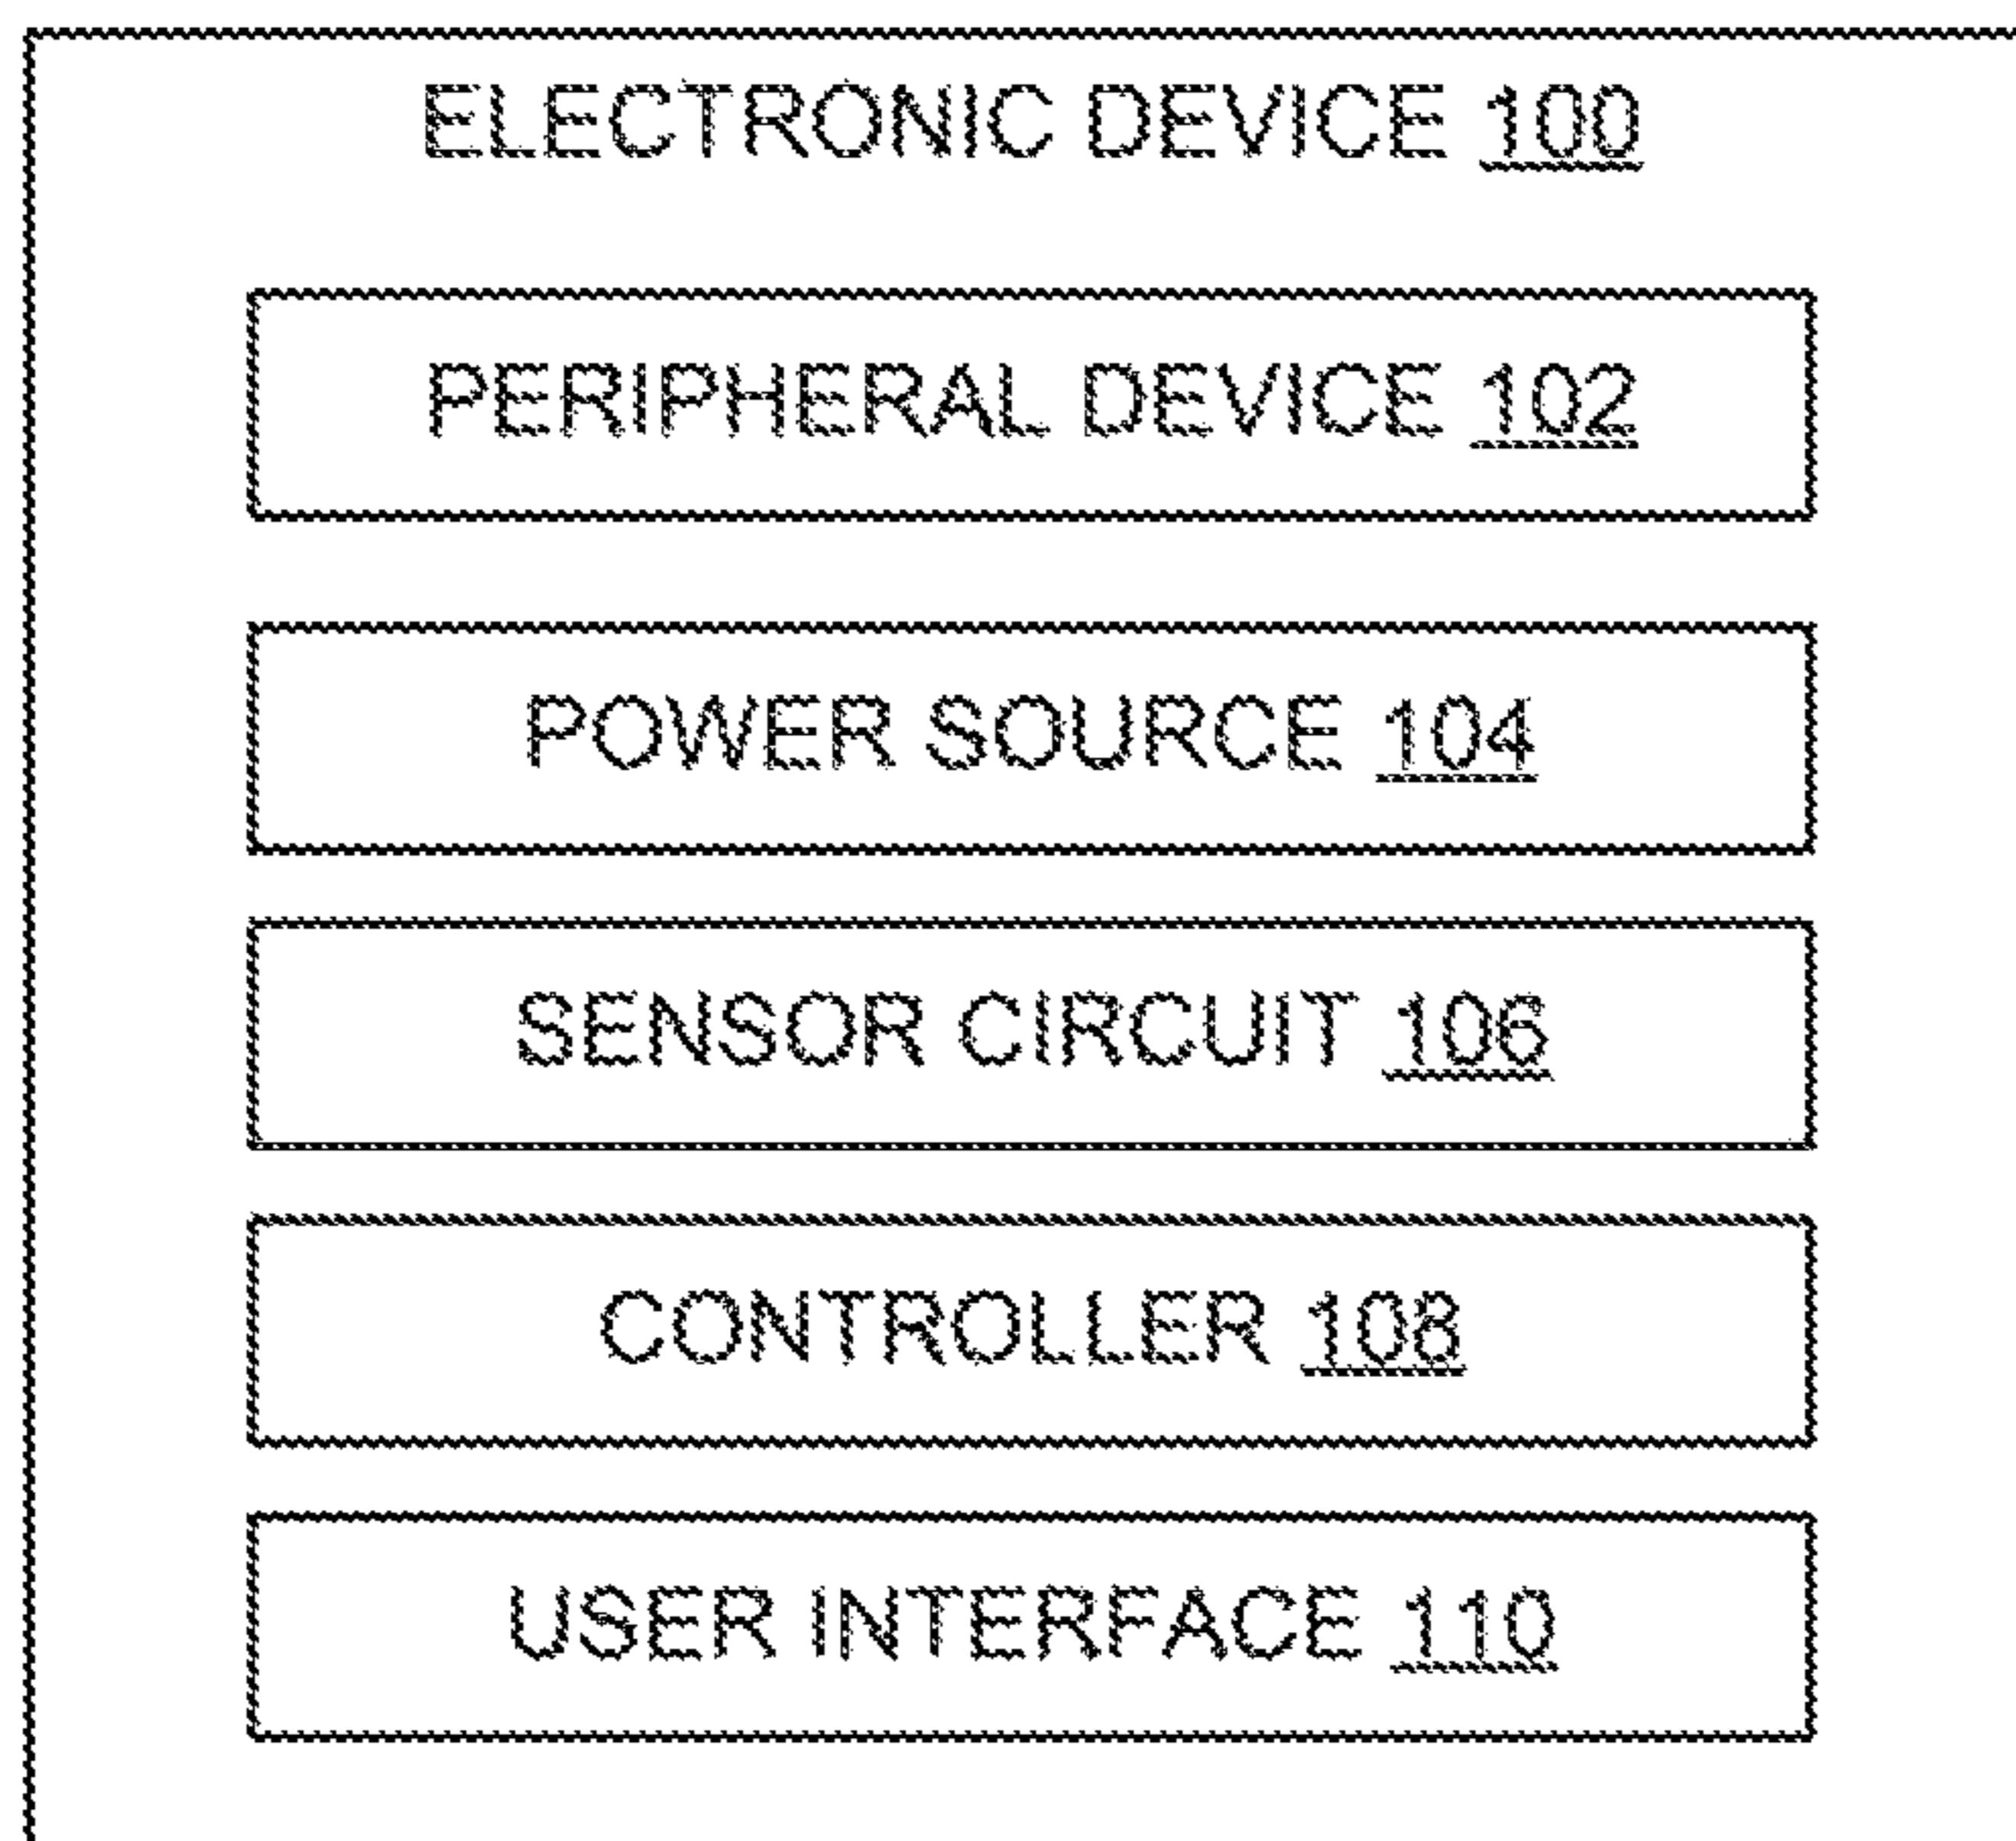 ELECTRONIC DEVICE 100
PERIPHERAL DEVICE 102
POWER SOURCE 104
SENSOR CIRCUIT 106
CONTROLLER 108
USER INTERFACE 110